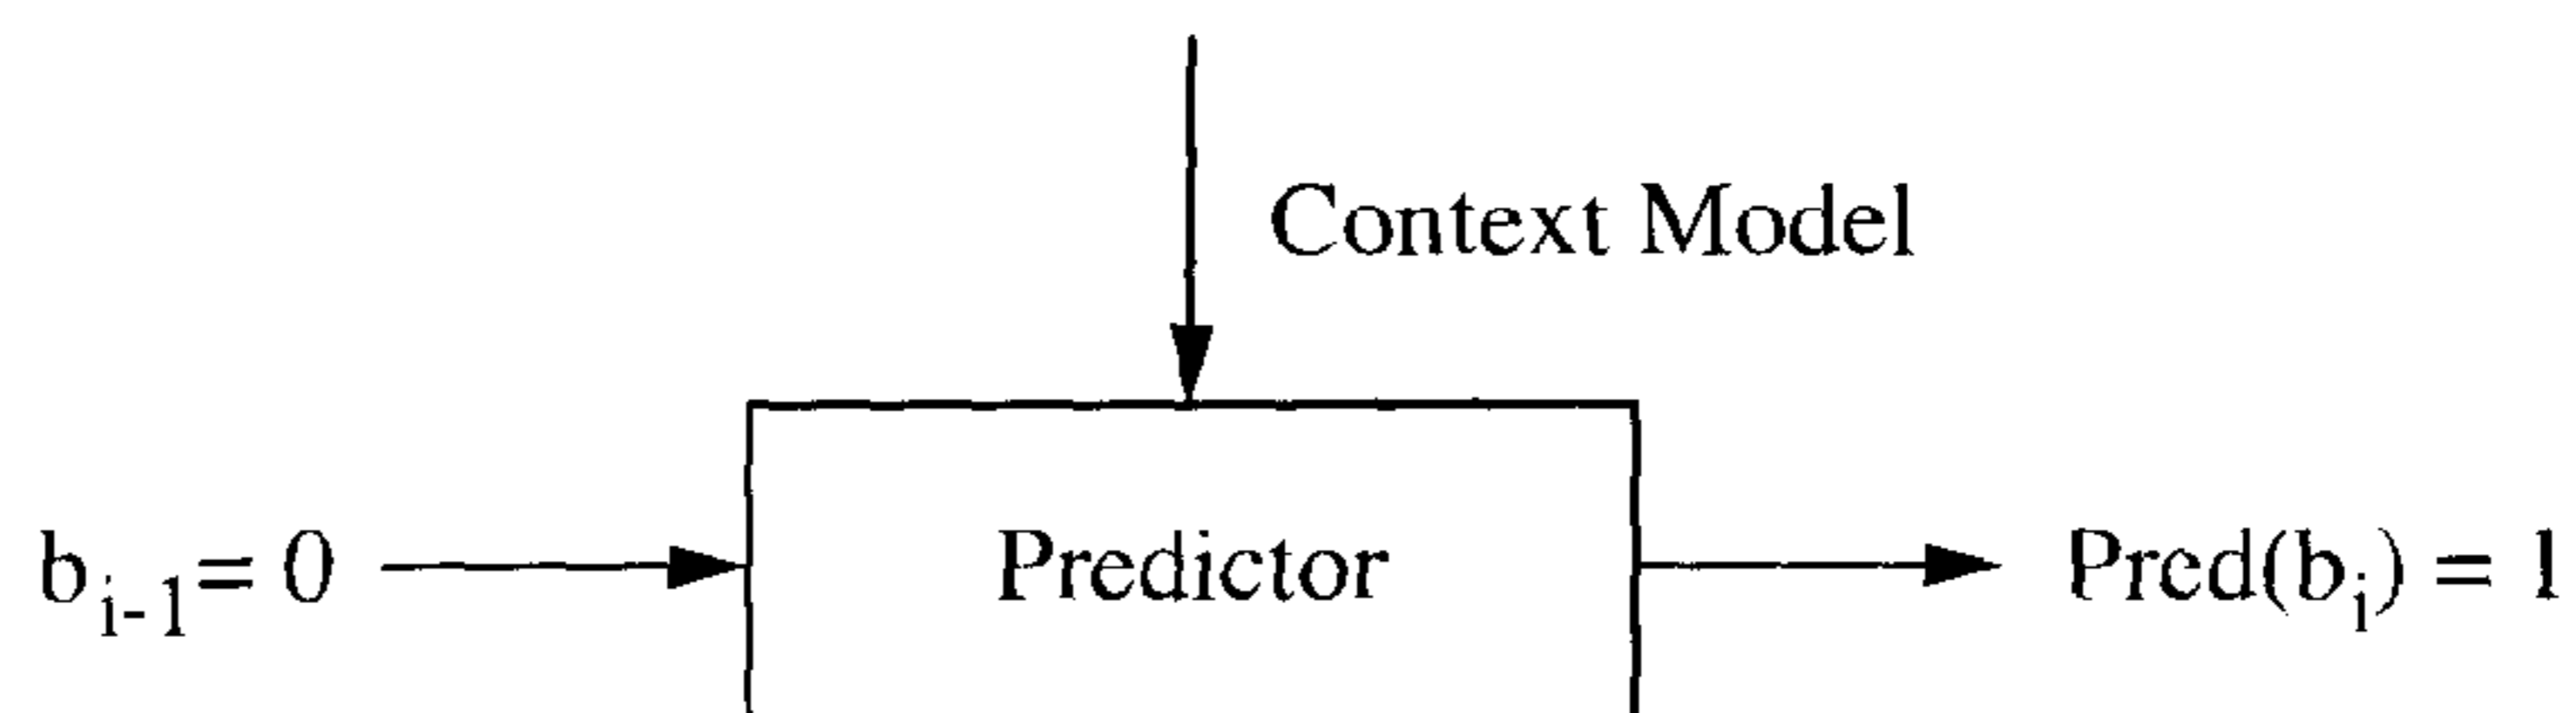 Context Model
b_{i-1} = 0
Predictor
Pred(b_i) = 1